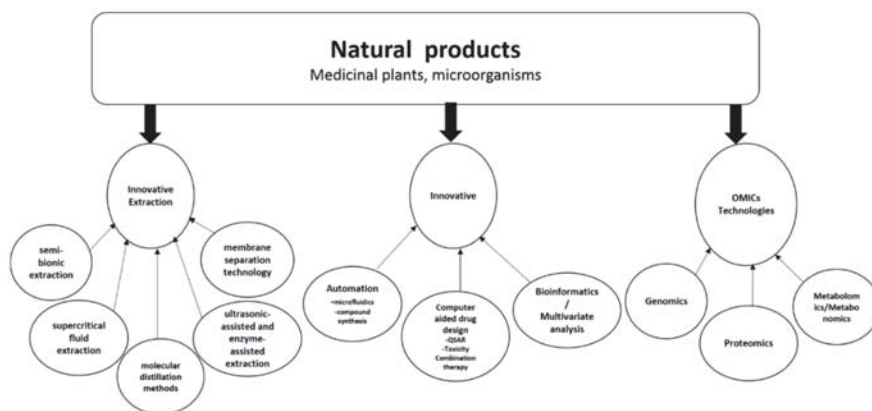 Natural products
Medicinal plants, microorganisms
Innovative
Extraction
Innovative
OMICs
Technologies
semi-
bionic
extraction
membrane
separation
technology
supercritical
fluid
extraction
ultrasonic-
assisted and
enzyme-
assisted extraction
molecular
distillation
methods
Automation
-microfluidics
-compound
synthesis
Computer
aided drug
design
-QSAR
-Toxicity
Combination
therapy
Bioinformatics
/
Multivariate
analysis
Genomics
Proteomics
Metabolom
ics/Metabo
nomics